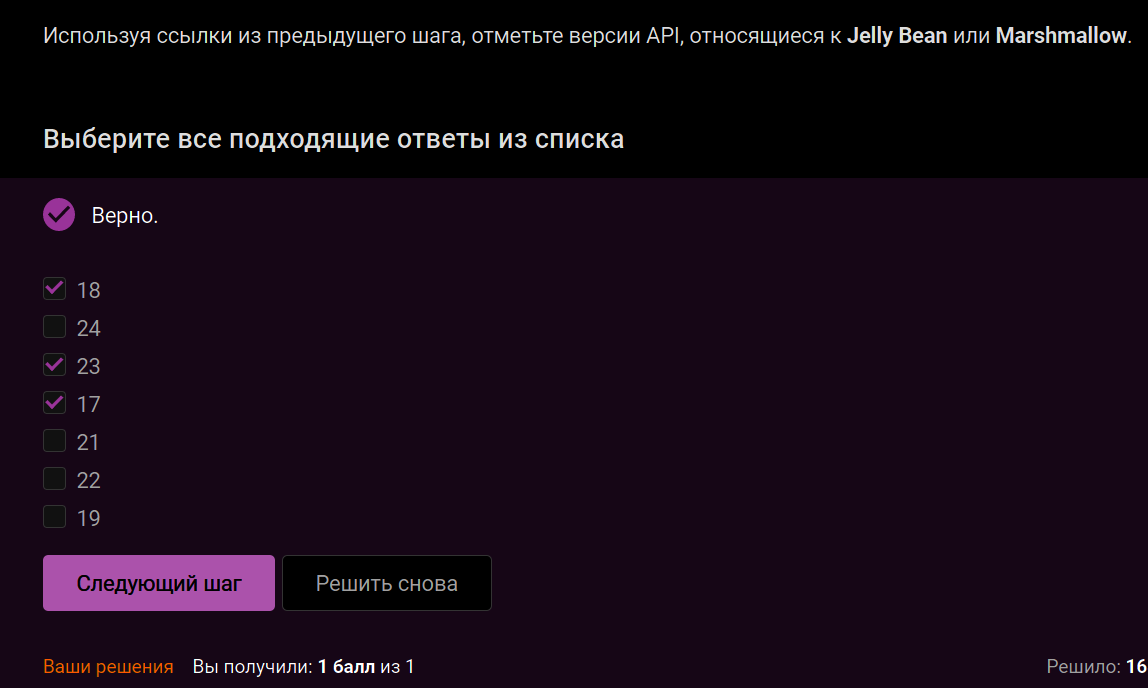 Используя ссылки из предыдущего шага, отметьте версии API, относящиеся к Jelly Bean или Marshmallow.
Выберите все подходящие ответы из списка
Верно.
18
24
23
17
21
22
19
Следующий шаг
Решить снова
Ваши решения Вы получили: 1 балл из 1
Решило: 16